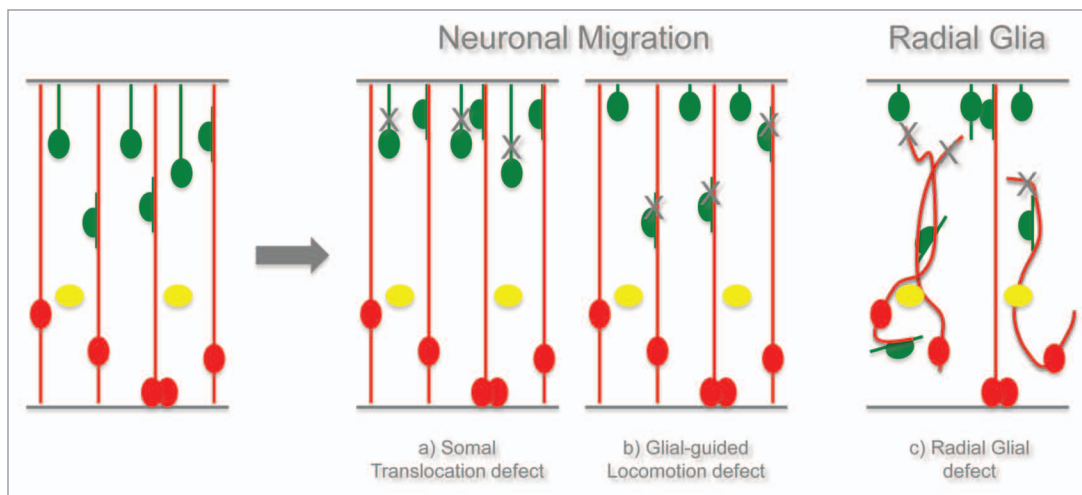 Neuronal Migration
Radial Glia
a) Somal
Translocation defect
b) Glial-guided
Locomotion defect
c) Radial Glial
defect